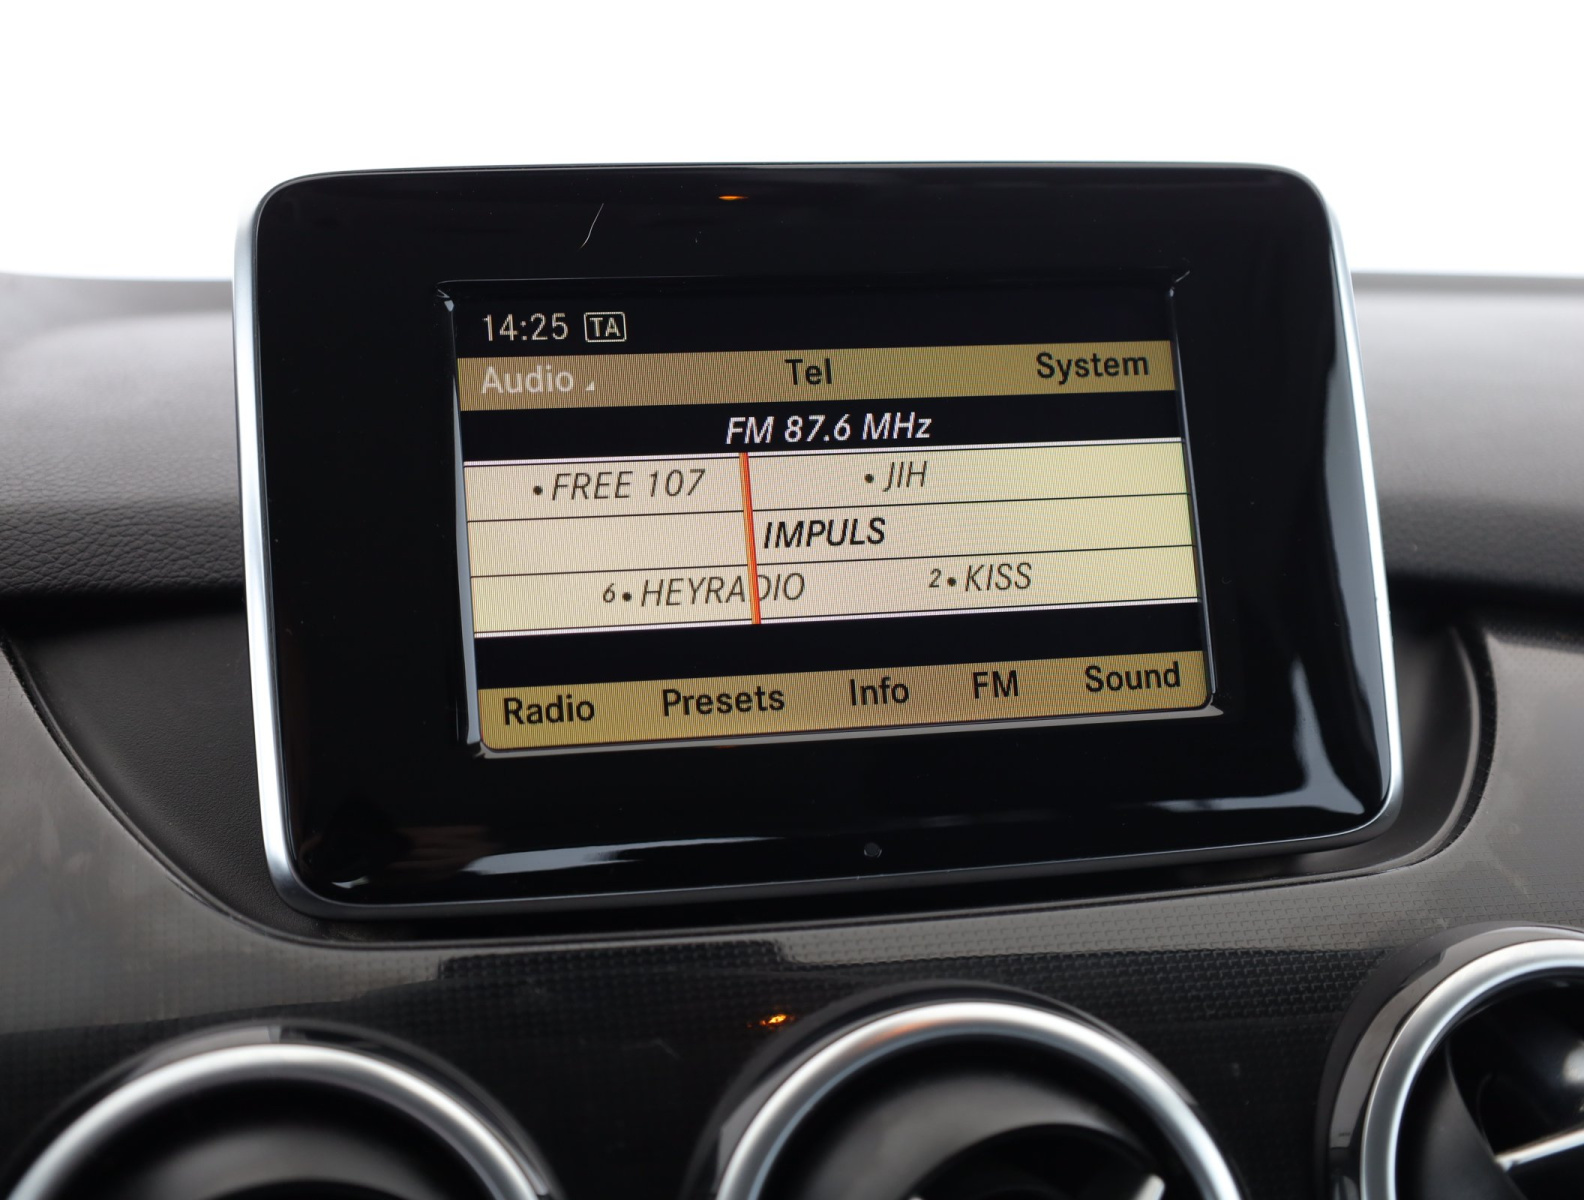 14:25 TA
Audio Tel System
FM 87.6 MHz
•FREE 107 •JIH
IMPULS
6•HEYRADIO 2•KISS
Radio Presets Info FM Sound